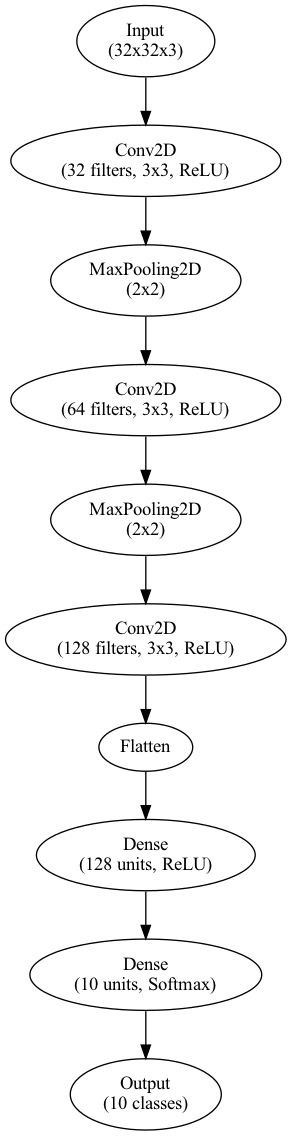 Input
(32x32x3)
Conv2D
(32 filters, 3x3, ReLU)
MaxPooling2D
(2x2)
Conv2D
(64 filters, 3x3, ReLU)
MaxPooling2D
(2x2)
Conv2D
(128 filters, 3x3, ReLU)
Flatten
Dense
(128 units, ReLU)
Dense
(10 units, Softmax)
Output
(10 classes)